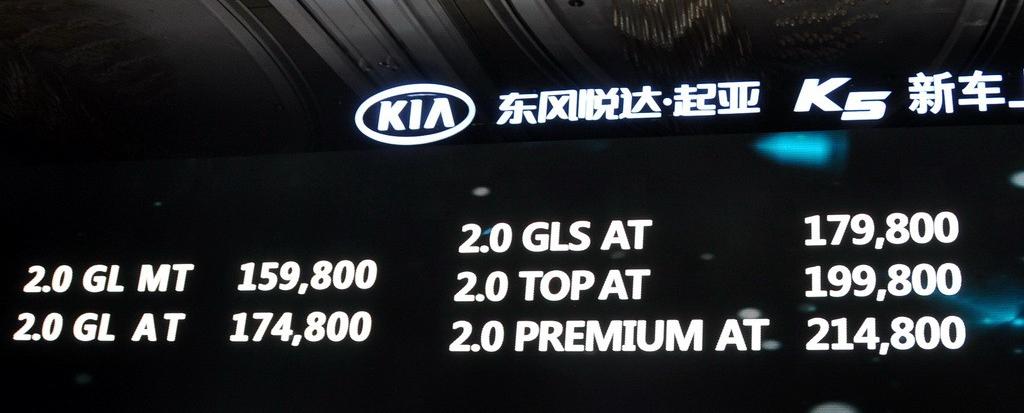 KIA 东风悦达·起亚 K5 新车上
2.0 GL MT 159,800
2.0 GL AT 174,800
2.0 GLS AT 179,800
2.0 TOP AT 199,800
2.0 PREMIUM AT 214,800